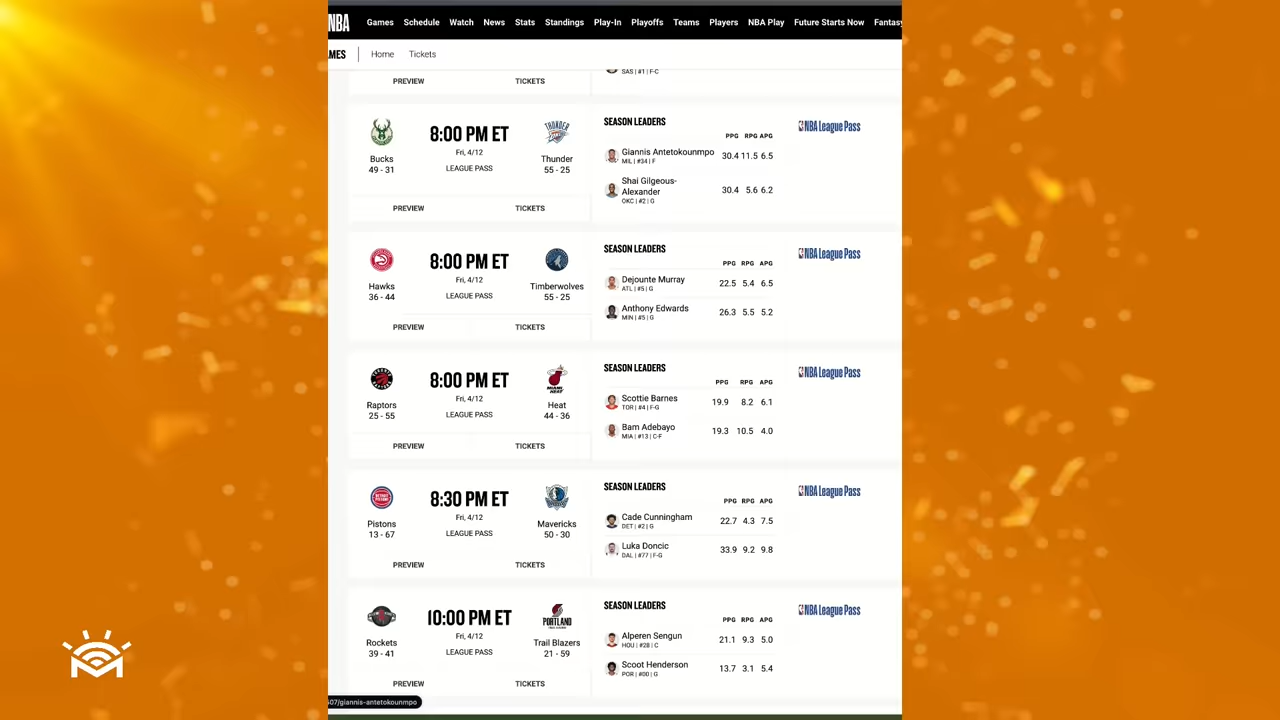 NBA Games Schedule Watch News Stats Standings Play-In Playoffs Teams Players NBA Play Future Starts Now Fantasy
AMES Home Tickets
SAS | #1 | F-C
PREVIEW TICKETS
Bucks
49 - 31
8:00 PM ET
Fri, 4/12
LEAGUE PASS
THUNDER
Thunder
55 - 25
PREVIEW TICKETS
SEASON LEADERS
PPG RPG APG
Giannis Antetokounmpo 30.4 11.5 6.5
MIL | #34 | F
Shai Gilgeous-
Alexander 30.4 5.6 6.2
OKC | #2 | G
NBA League Pass
Hawks
36 - 44
8:00 PM ET
Fri, 4/12
LEAGUE PASS
Timberwolves
55 - 25
PREVIEW TICKETS
SEASON LEADERS
PPG RPG APG
Dejounte Murray 22.5 5.4 6.5
ATL | #5 | G
Anthony Edwards 26.3 5.5 5.2
MIN | #5 | G
NBA League Pass
Raptors
25 - 55
8:00 PM ET
Fri, 4/12
LEAGUE PASS
MIAMI HEAT
Heat
44 - 36
PREVIEW TICKETS
SEASON LEADERS
PPG RPG APG
Scottie Barnes 19.9 8.2 6.1
TOR | #4 | F-G
Bam Adebayo 19.3 10.5 4.0
MIA | #13 | C-F
NBA League Pass
Pistons
13 - 67
8:30 PM ET
Fri, 4/12
LEAGUE PASS
Mavericks
50 - 30
PREVIEW TICKETS
SEASON LEADERS
PPG RPG APG
Cade Cunningham 22.7 4.3 7.5
DET | #2 | G
Luka Doncic 33.9 9.2 9.8
DAL | #77 | F-G
NBA League Pass
Rockets
39 - 41
10:00 PM ET
Fri, 4/12
LEAGUE PASS
PORTLAND
Trail Blazers
21 - 59
PREVIEW TICKETS
SEASON LEADERS
PPG RPG APG
Alperen Sengun 21.1 9.3 5.0
HOU | #28 | C
Scoot Henderson 13.7 3.1 5.4
POR | #00 | G
NBA League Pass
507/giannis-antetokounmpo